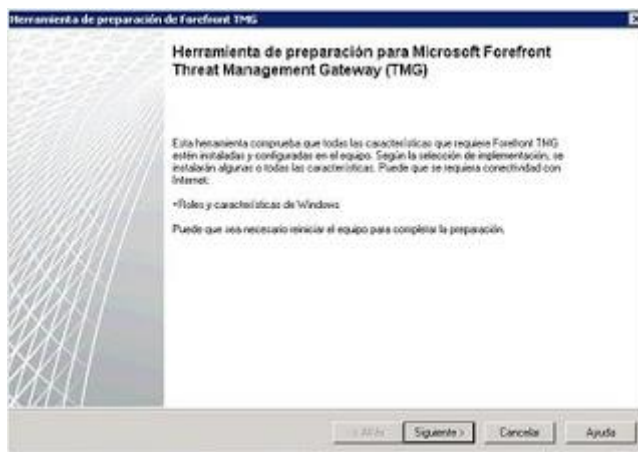 Herramienta de preparación de Forefront TMG
Herramienta de preparación para Microsoft Forefront
Threat Management Gateway (TMG)
Esta herramienta comprueba que todas las características que requiere Forefront TMG
estén instaladas y configuradas en el equipo. Según la selección de implementación, se
instalarán algunas o todas las características. Puede que se requiera conectividad con
Internet:
•Roles y características de Windows
Puede que sea necesario reiniciar el equipo para completar la preparación.
< Atrás
Siguiente >
Cancelar
Ayuda